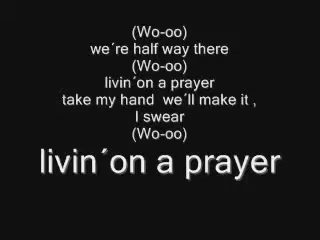 (Wo-oo)
we´re half way there
(Wo-oo)
livin´on a prayer
take my hand  we´ll make it ,
I swear
(Wo-oo)
livin´on a prayer